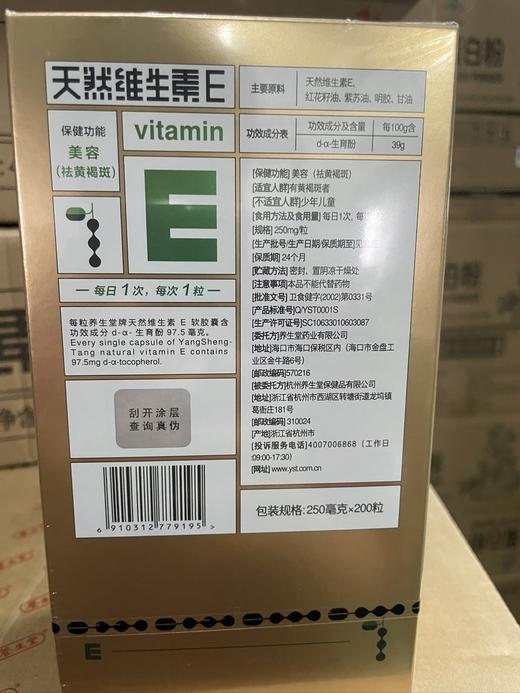 天然维生素E
保健功能
美容
(祛黄褐斑)
vitamin
E
每日1次，每次1粒
每粒养生堂牌天然维生素 E 软胶囊含
功效成分 d-α- 生育酚 97.5 毫克。
Every single capsule of YangSheng-
Tang natural vitamin E contains
97.5mg d-α-tocopherol.
刮开涂层
查询真伪
6 910312 779195 >
主要原料
天然维生素E、
红花籽油、紫苏油、明胶、甘油
功效成分表
功效成分及含量
每100g含
d-α-生育酚
39g
[保健功能] 美容（祛黄褐斑）
[适宜人群]有黄褐斑者
[不适宜人群]少年儿童
[食用方法及食用量] 每日1次，每
[规格] 250mg/粒
[生产批号/生产日期/保质期至]见
[保质期] 24个月
[贮藏方法] 密封、置阴凉干燥处
[注意事项]本品不能代替药物
[批准文号] 卫食健字(2002)第0331号
[产品标准号]Q/YST0001S
[生产许可证号]SC10633010603087
[委托方]养生堂药业有限公司
[地址]海口市海口保税区内（海口市金盘工
业区金牛路6号）
[邮政编码]570216
[被委托方]杭州养生堂保健品有限公司
[地址]浙江省杭州市西湖区转塘街道龙坞镇
葛衙庄181号
[邮政编码] 310024
[产地]浙江省杭州市
[投诉服务电话]4007006868（工作日
:09:00-17:30）
[网址] www.yst.com.cn
包装规格：250毫克×200粒
E